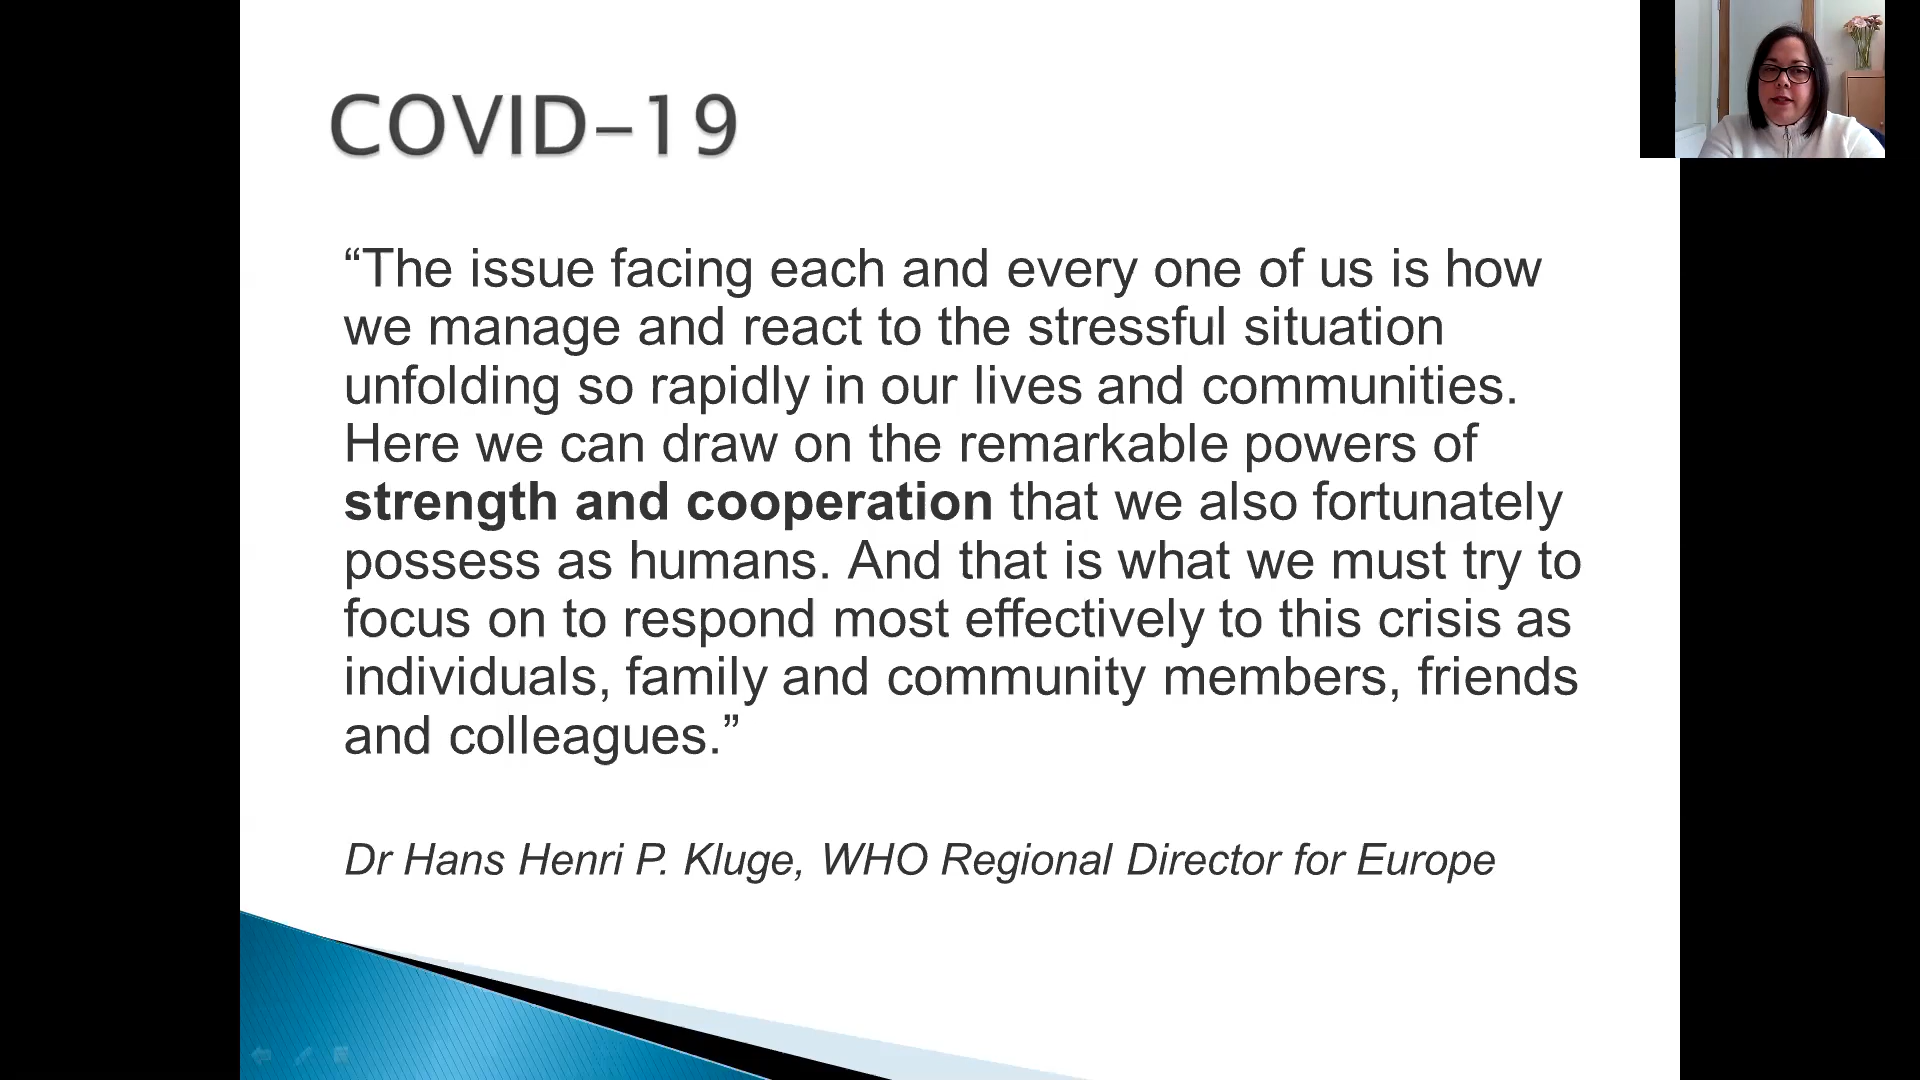 COVID-19
“The issue facing each and every one of us is how
we manage and react to the stressful situation
unfolding so rapidly in our lives and communities.
Here we can draw on the remarkable powers of
strength and cooperation that we also fortunately
possess as humans. And that is what we must try to
focus on to respond most effectively to this crisis as
individuals, family and community members, friends
and colleagues.”
Dr Hans Henri P. Kluge, WHO Regional Director for Europe